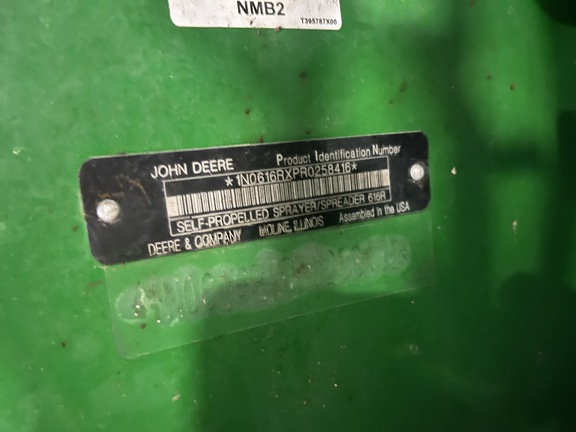 NMB2
T395787X00
JOHN DEERE Product Identification Number
*1N0616RXPR0258416*
SELF-PROPELLED SPRAYER/SPREADER 616R
DEERE & COMPANY MOLINE, ILLINOIS Assembled in the USA